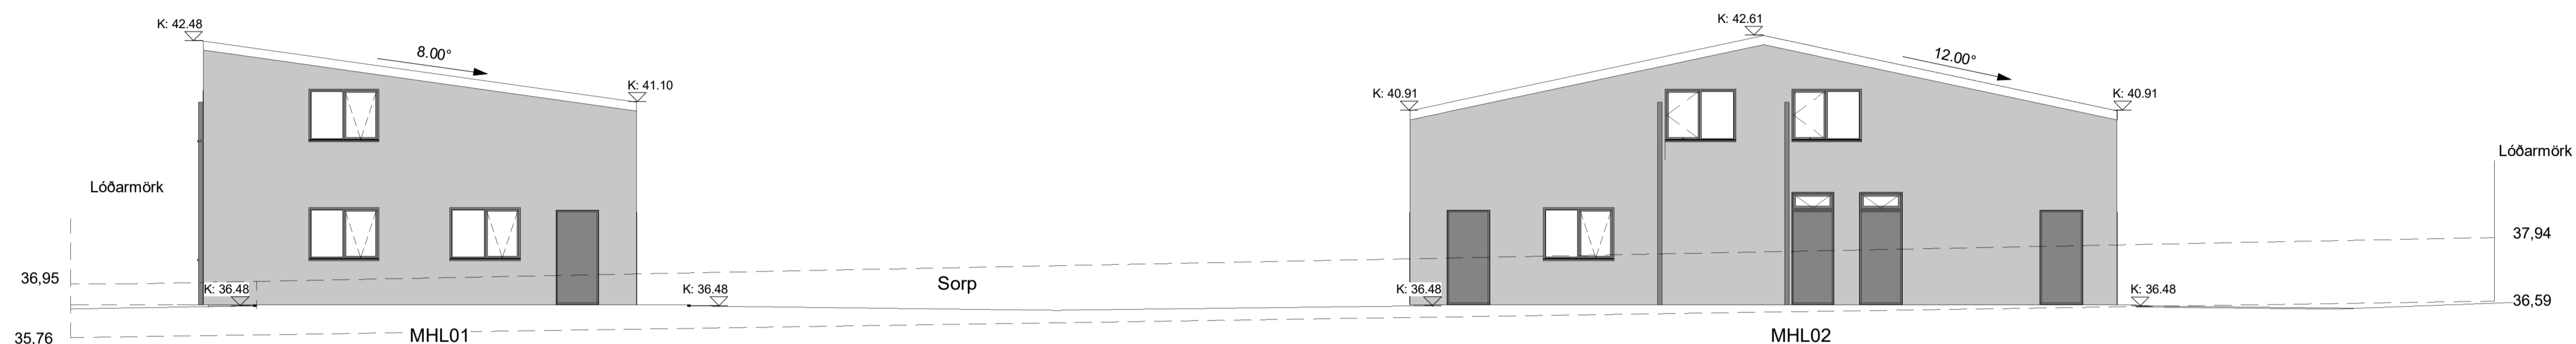 K: 42.48
8.00°
K: 41.10
Lóðarmörk
36,95
K: 36.48
K: 36.48
35,76
MHL01
Sorp
K: 42.61
12.00°
K: 40.91
K: 40.91
Lóðarmörk
37,94
K: 36.48
K: 36.48
36,59
MHL02